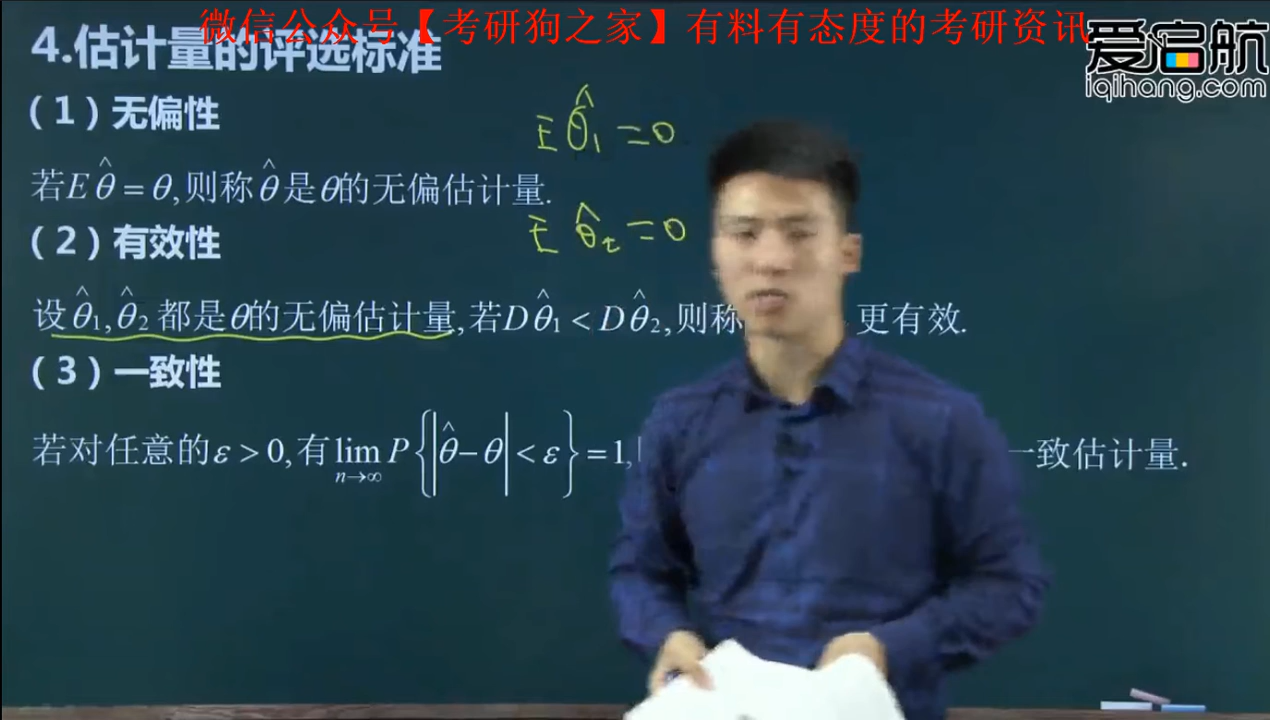 微信公众号【考研狗之家】有料有态度的考研资讯
爱启航
iqihang.com
4.估计量的评选标准
(1)无偏性
Eθ̂₁=θ
若Eθ̂=θ,则称θ̂是θ的无偏估计量.
Eθ̂₂=θ
(2)有效性
设θ̂₁,θ̂₂都是θ的无偏估计量,若Dθ̂₁<Dθ̂₂,则称 更有效.
(3)一致性
若对任意的ε>0,有lim n→∞ P{|θ̂-θ|<ε}=1, 一致估计量.